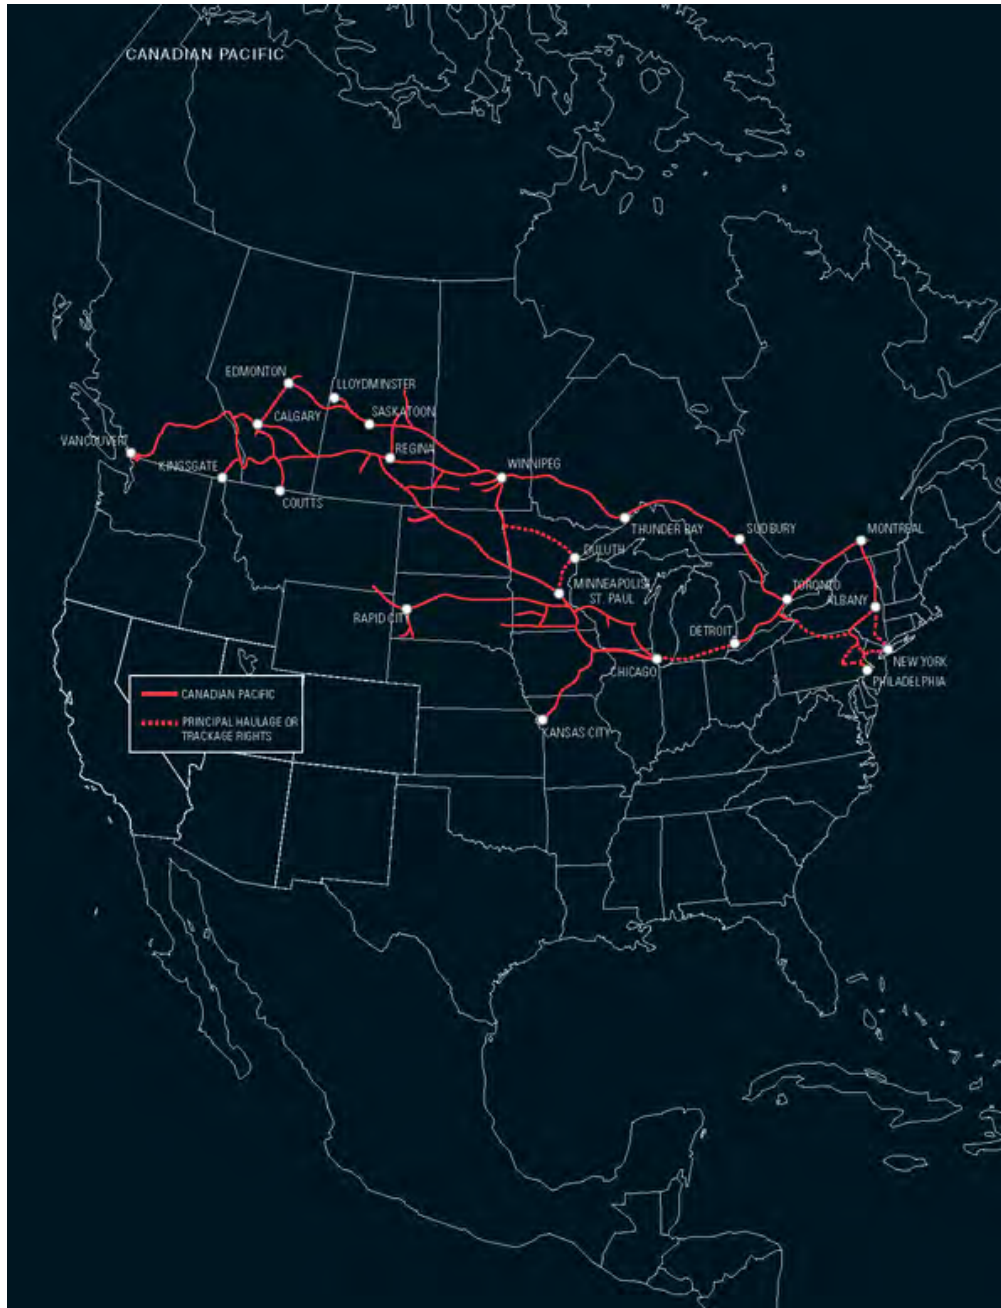 CANADIAN PACIFIC
EDMONTON
LLOYDMINSTER
CALGARY
SASKATOON
VANCOUVER
REGINA
KINGSGATE
WINNIPEG
COUTTS
THUNDER BAY
SUDBURY
MONTREAL
DULUTH
MINNEAPOLIS
ST. PAUL
TORONTO
ALBANY
RAPID CITY
DETROIT
CHICAGO
NEW YORK
PHILADELPHIA
CANADIAN PACIFIC
PRINCIPAL HAULAGE OR
TRACKAGE RIGHTS
KANSAS CITY